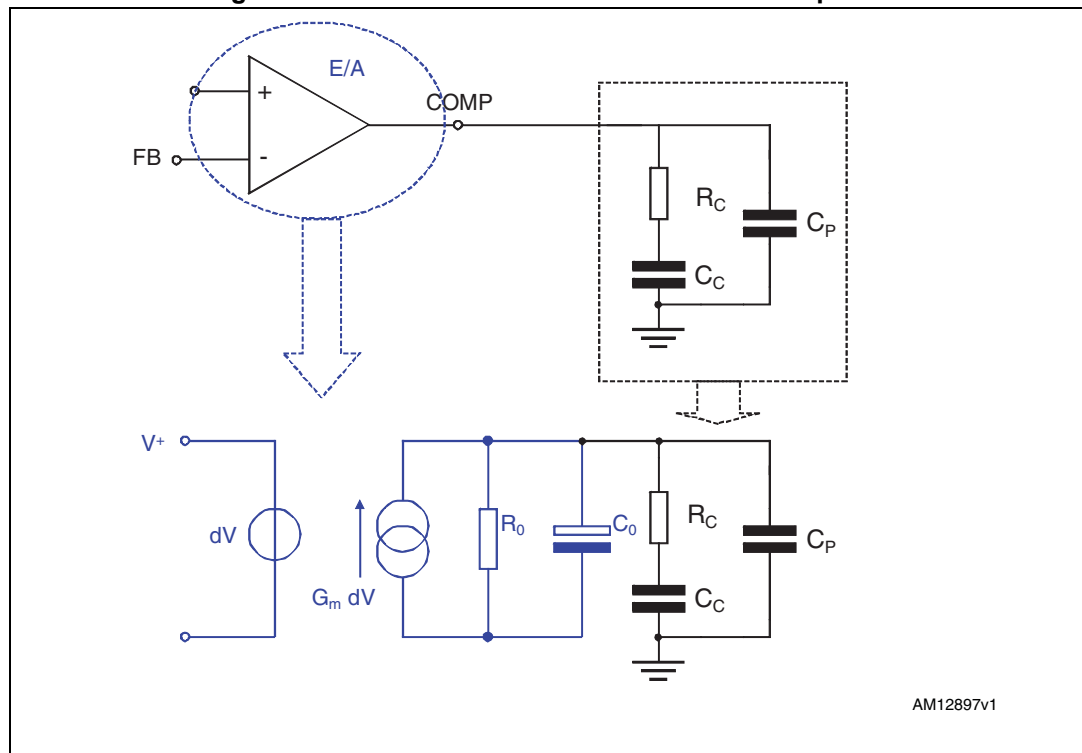 E/A
+
COMP
FB
-
R_C
C_P
C_C
V+
dV
G_m dV
R_0
C_0
R_C
C_P
C_C
AM12897v1